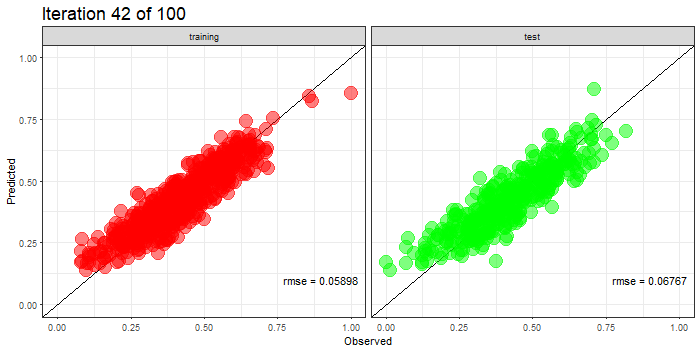 Iteration 42 of 100
training
test
Predicted
1.00
0.75
0.50
0.25
0.00
rmse = 0.05898
rmse = 0.06767
0.00 0.25 0.50 0.75 1.00
0.00 0.25 0.50 0.75 1.00
Observed